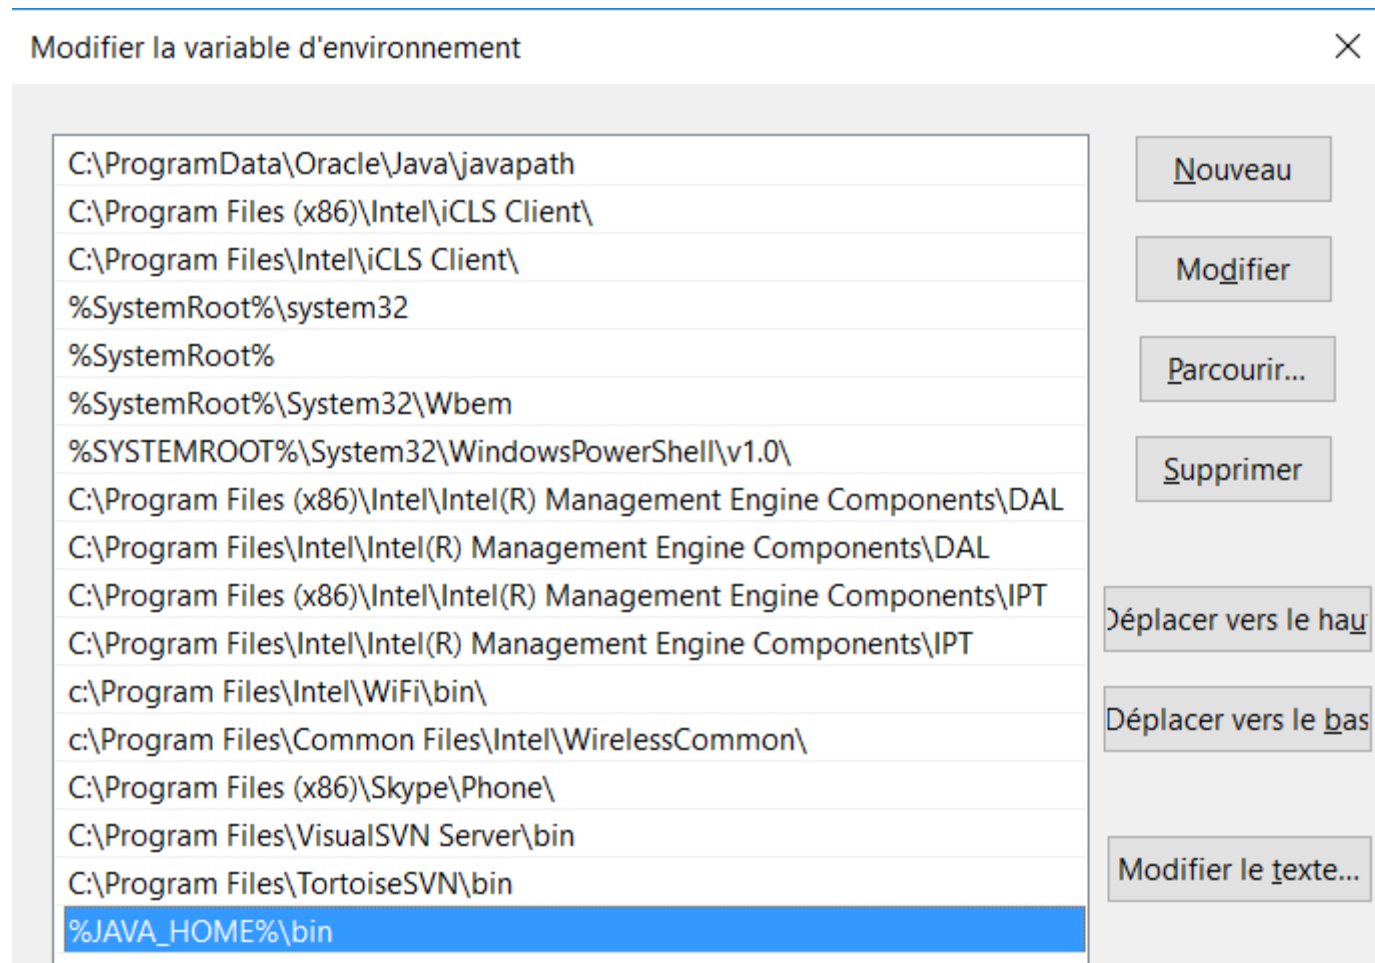 Modifier la variable d'environnement
C:\ProgramData\Oracle\Java\javapath
C:\Program Files (x86)\Intel\iCLS Client\
C:\Program Files\Intel\iCLS Client\
%SystemRoot%\system32
%SystemRoot%
%SystemRoot%\System32\Wbem
%SYSTEMROOT%\System32\WindowsPowerShell\v1.0\
C:\Program Files (x86)\Intel\Intel(R) Management Engine Components\DAL
C:\Program Files\Intel\Intel(R) Management Engine Components\DAL
C:\Program Files (x86)\Intel\Intel(R) Management Engine Components\IPT
C:\Program Files\Intel\Intel(R) Management Engine Components\IPT
c:\Program Files\Intel\WiFi\bin\
c:\Program Files\Common Files\Intel\WirelessCommon\
C:\Program Files (x86)\Skype\Phone\
C:\Program Files\VisualSVN Server\bin
C:\Program Files\TortoiseSVN\bin
%JAVA_HOME%\bin
Nouveau
Modifier
Parcourir...
Supprimer
Déplacer vers le hau
Déplacer vers le bas
Modifier le texte...